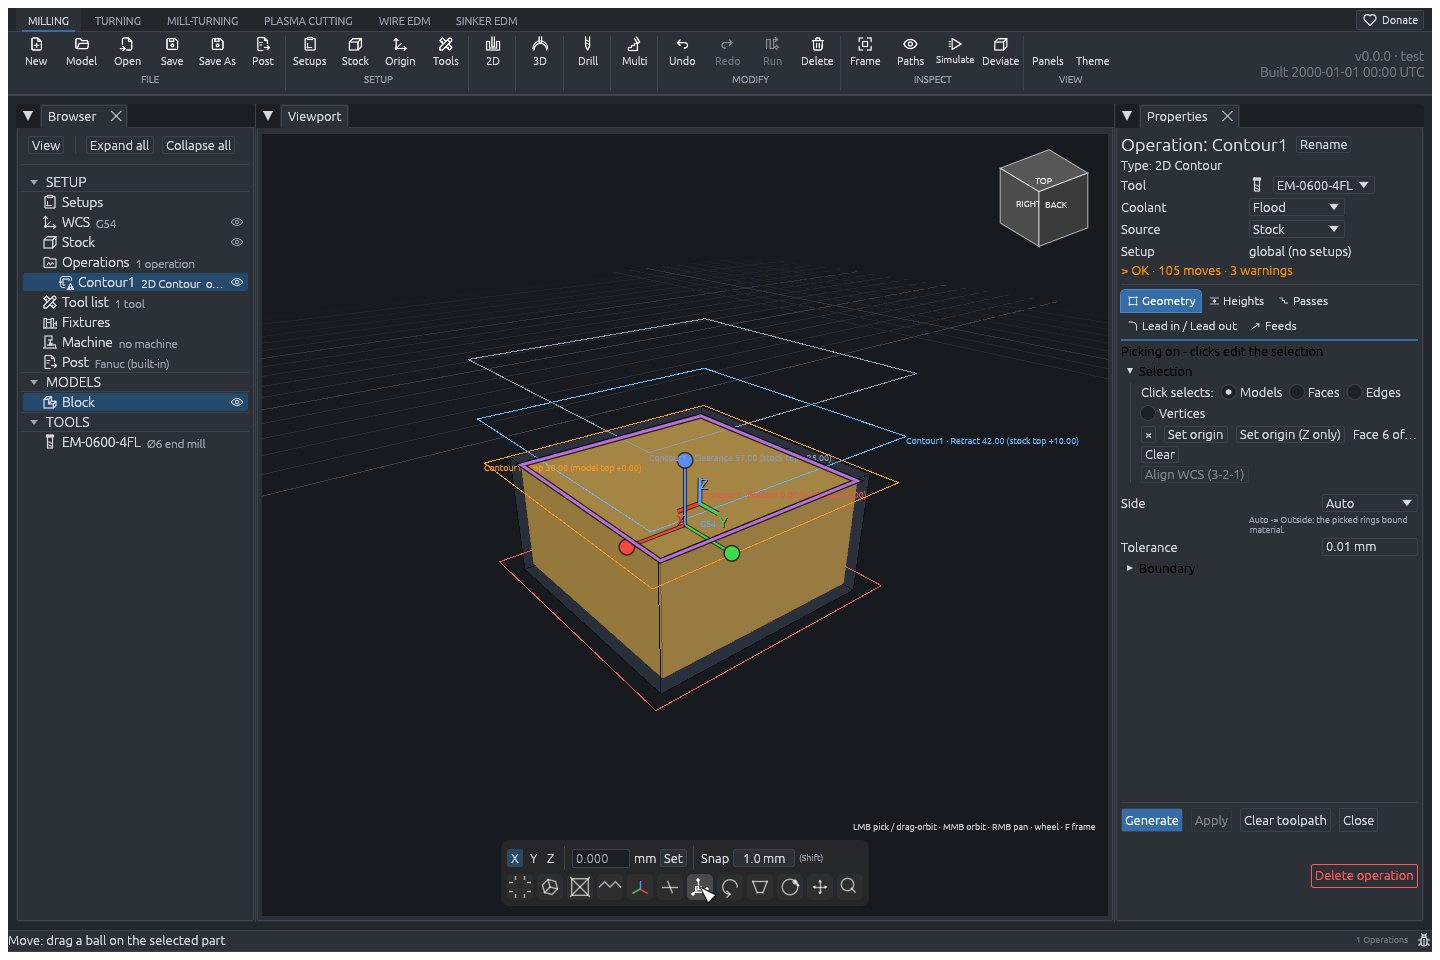 MILLING TURNING MILL-TURNING PLASMA CUTTING WIRE EDM SINKER EDM Donate
New Model Open Save Save As Post Setups Stock Origin Tools 2D 3D Drill Multi Undo Redo Run Delete Frame Paths Simulate Deviate Panels Theme
FILE SETUP MODIFY INSPECT VIEW
v0.0.0 · test
Built 2000-01-01 00:00 UTC
Browser
View Expand all Collapse all
SETUP
Setups
WCS G54
Stock
Operations 1 operation
Contour1 2D Contour o...
Tool list 1 tool
Fixtures
Machine no machine
Post Fanuc (built-in)
MODELS
Block
TOOLS
EM-0600-4FL Ø6 end mill
Viewport
TOP
RIGHT BACK
Contour1 · Retract 42.00 (stock top +10.00)
Clearance 57.00 (stock
(model top +0.00)
Z
X
Y
G54
LMB pick / drag-orbit · MMB orbit · RMB pan · wheel · F frame
X Y Z 0.000 mm Set Snap 1.0 mm (Shift)
Properties
Operation: Contour1 Rename
Type: 2D Contour
Tool EM-0600-4FL
Coolant Flood
Source Stock
Setup global (no setups)
> OK · 105 moves · 3 warnings
Geometry Heights Passes
Lead in / Lead out Feeds
Picking on - clicks edit the selection
Selection
Click selects: Models Faces Edges
Vertices
× Set origin Set origin (Z only) Face 6 of...
Clear
Align WCS (3-2-1)
Side Auto
Auto -> Outside: the picked rings bound
material.
Tolerance 0.01 mm
Boundary
Generate Apply Clear toolpath Close
Delete operation
Move: drag a ball on the selected part
1 Operations